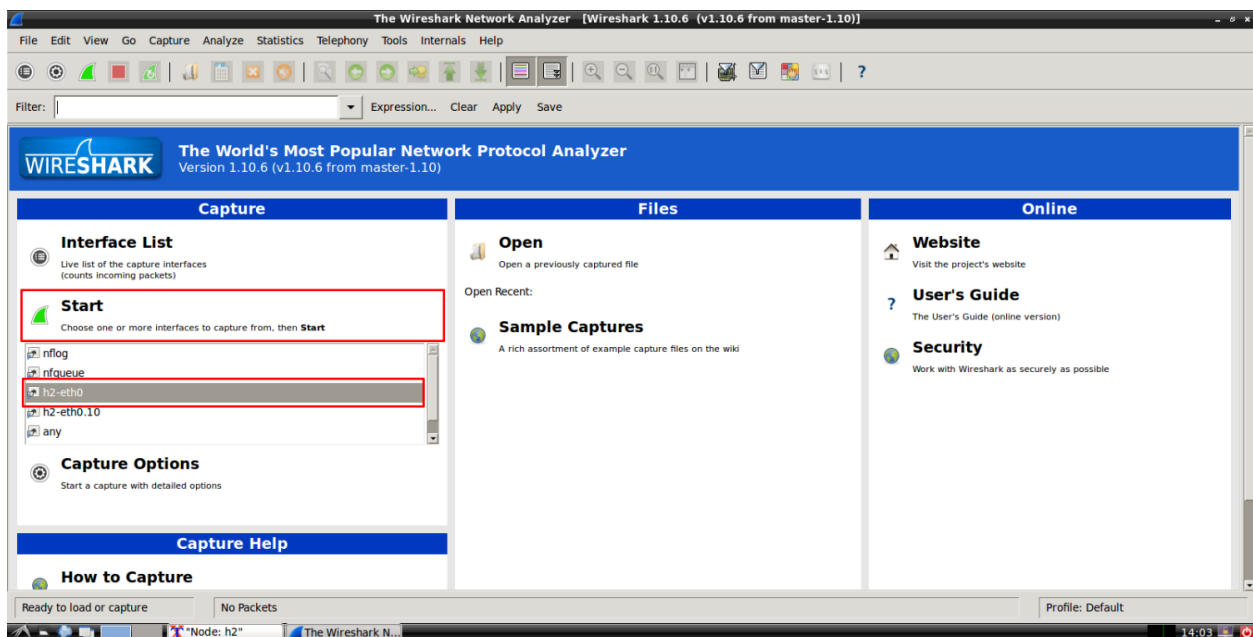 The Wireshark Network Analyzer [Wireshark 1.10.6 (v1.10.6 from master-1.10)]
File Edit View Go Capture Analyze Statistics Telephony Tools Internals Help
Filter: Expression... Clear Apply Save
WIRESHARK
The World's Most Popular Network Protocol Analyzer
Version 1.10.6 (v1.10.6 from master-1.10)
Capture
Interface List
Live list of the capture interfaces
(counts incoming packets)
Start
Choose one or more interfaces to capture from, then Start
nflog
nfqueue
h2-eth0
h2-eth0.10
any
Capture Options
Start a capture with detailed options
Capture Help
How to Capture
Files
Open
Open a previously captured file
Open Recent:
Sample Captures
A rich assortment of example capture files on the wiki
Online
Website
Visit the project's website
User's Guide
The User's Guide (online version)
Security
Work with Wireshark as securely as possible
Ready to load or capture
No Packets
Profile: Default
"Node: h2"
The Wireshark N...
14:03